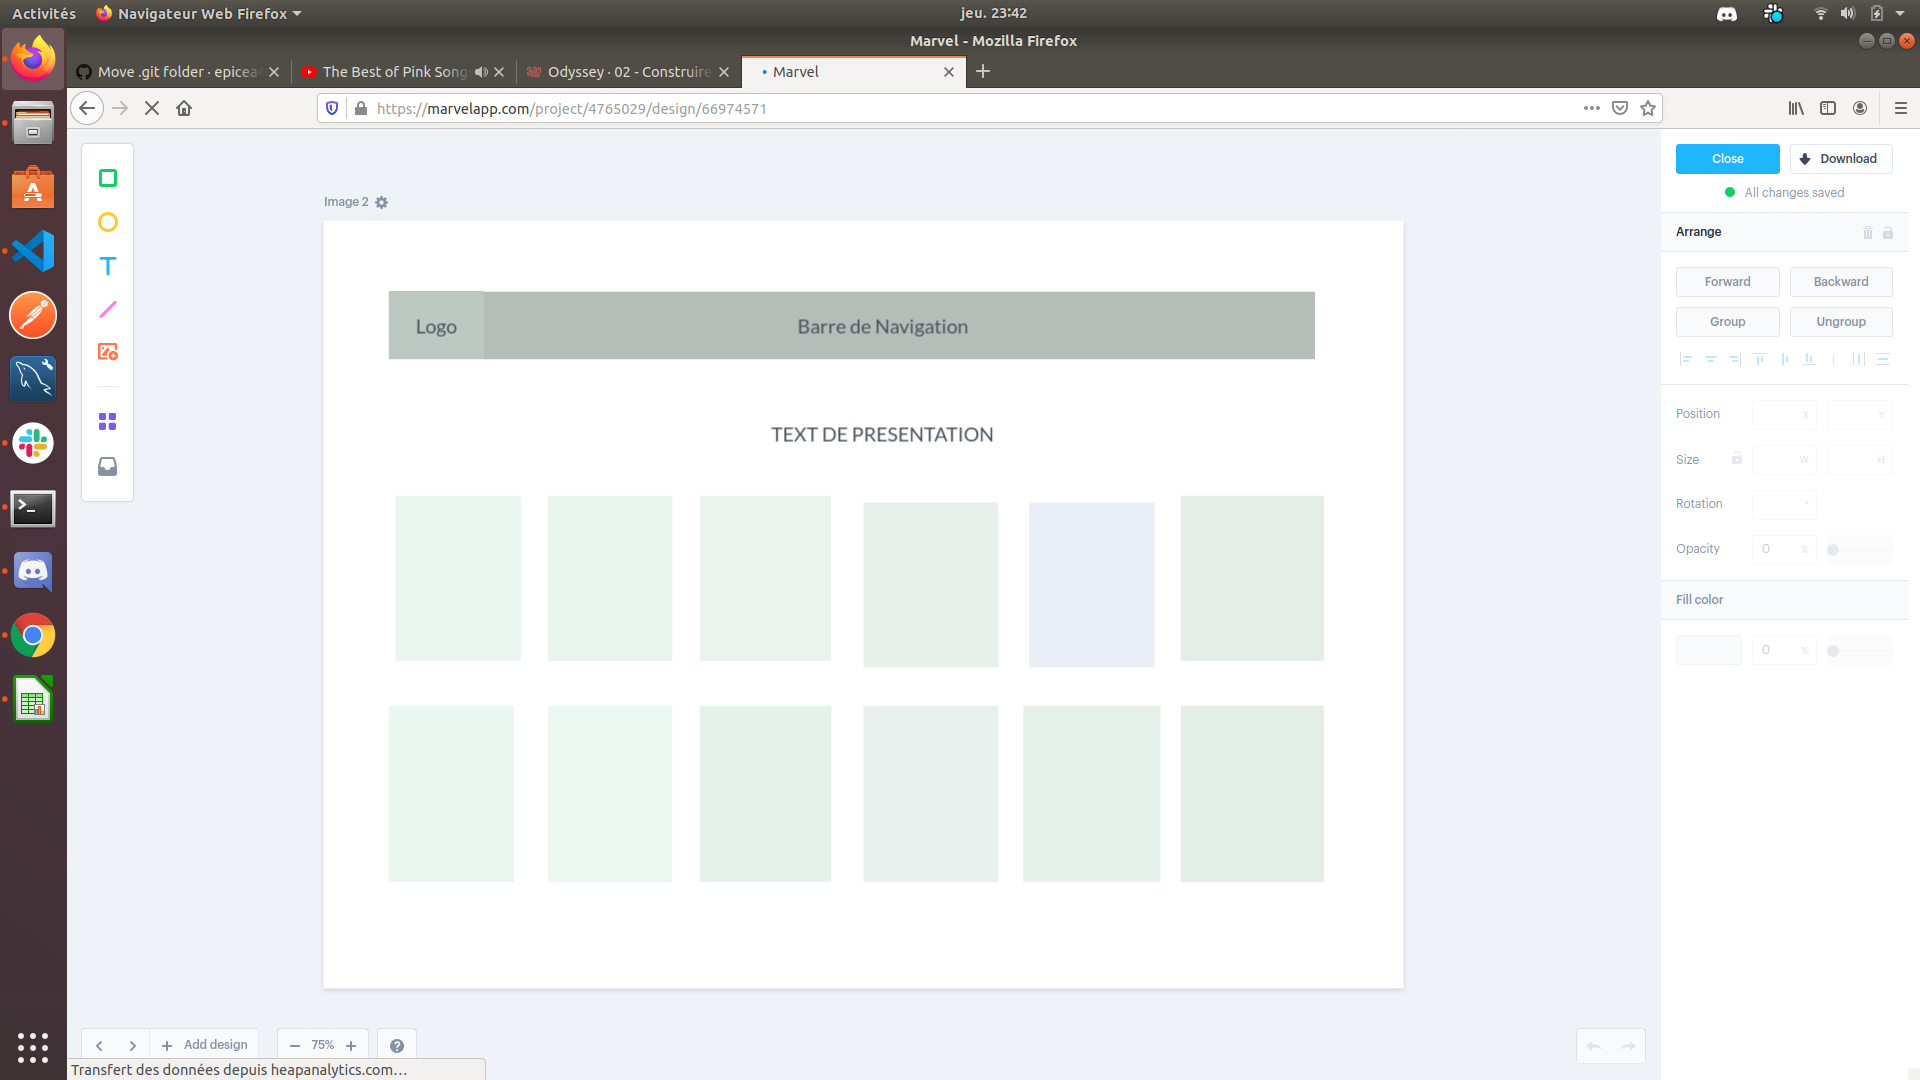 Activités
Navigateur Web Firefox
jeu. 23:42
Marvel - Mozilla Firefox
Move .git folder · epicea
The Best of Pink Song
Odyssey · 02 - Construire
• Marvel
https://marvelapp.com/project/4765029/design/66974571
Close
Download
All changes saved
Image 2
Arrange
Forward
Backward
Group
Ungroup
Logo
Barre de Navigation
TEXT DE PRESENTATION
Position
X
Y
Size
W
H
Rotation
°
Opacity
0
%
Fill color
0
%
Add design
75%
Transfert des données depuis heapanalytics.com…